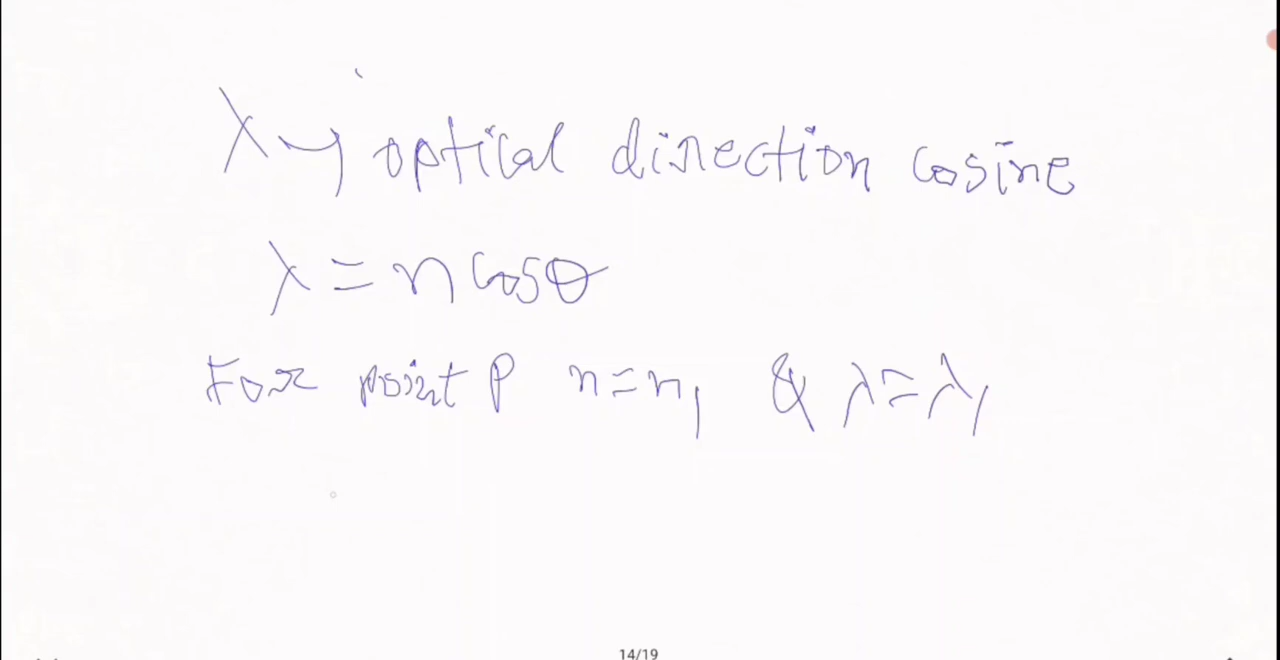 λ → optical direction cosine
λ = n cosθ
For point P n = n₁ & λ = λ₁
14/19